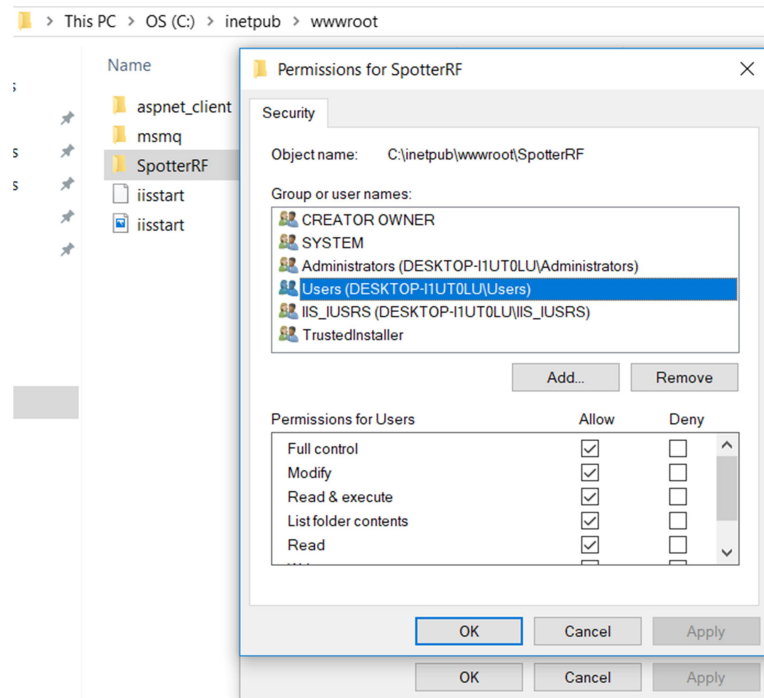 > This PC > OS (C:) > inetpub > wwwroot
Name
aspnet_client
msmq
SpotterRF
iisstart
iisstart
s
s
s
Permissions for SpotterRF
Security
Object name: C:\inetpub\wwwroot\SpotterRF
Group or user names:
CREATOR OWNER
SYSTEM
Administrators (DESKTOP-I1UT0LU\Administrators)
Users (DESKTOP-I1UT0LU\Users)
IIS_IUSRS (DESKTOP-I1UT0LU\IIS_IUSRS)
TrustedInstaller
Add... Remove
Permissions for Users Allow Deny
Full control
Modify
Read & execute
List folder contents
Read
OK Cancel Apply
OK Cancel Apply